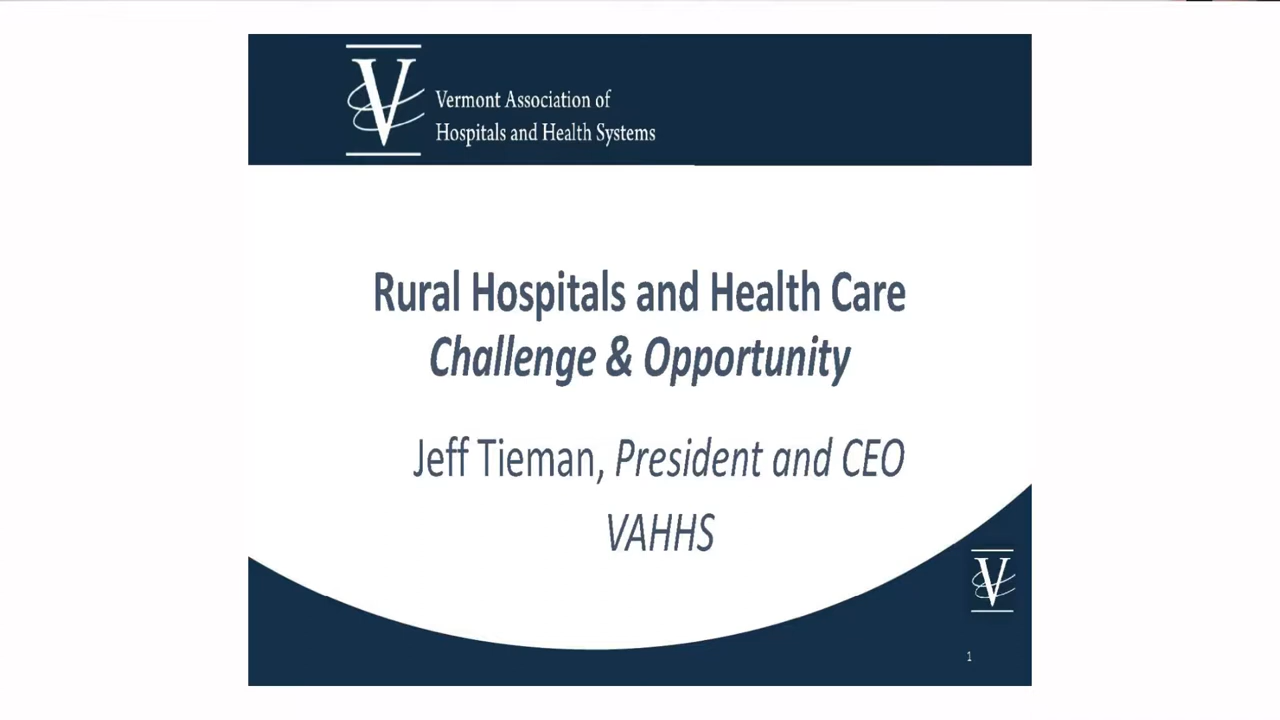 V
Vermont Association of
Hospitals and Health Systems
Rural Hospitals and Health Care
Challenge & Opportunity
Jeff Tieman, President and CEO
VAHHS
V
1